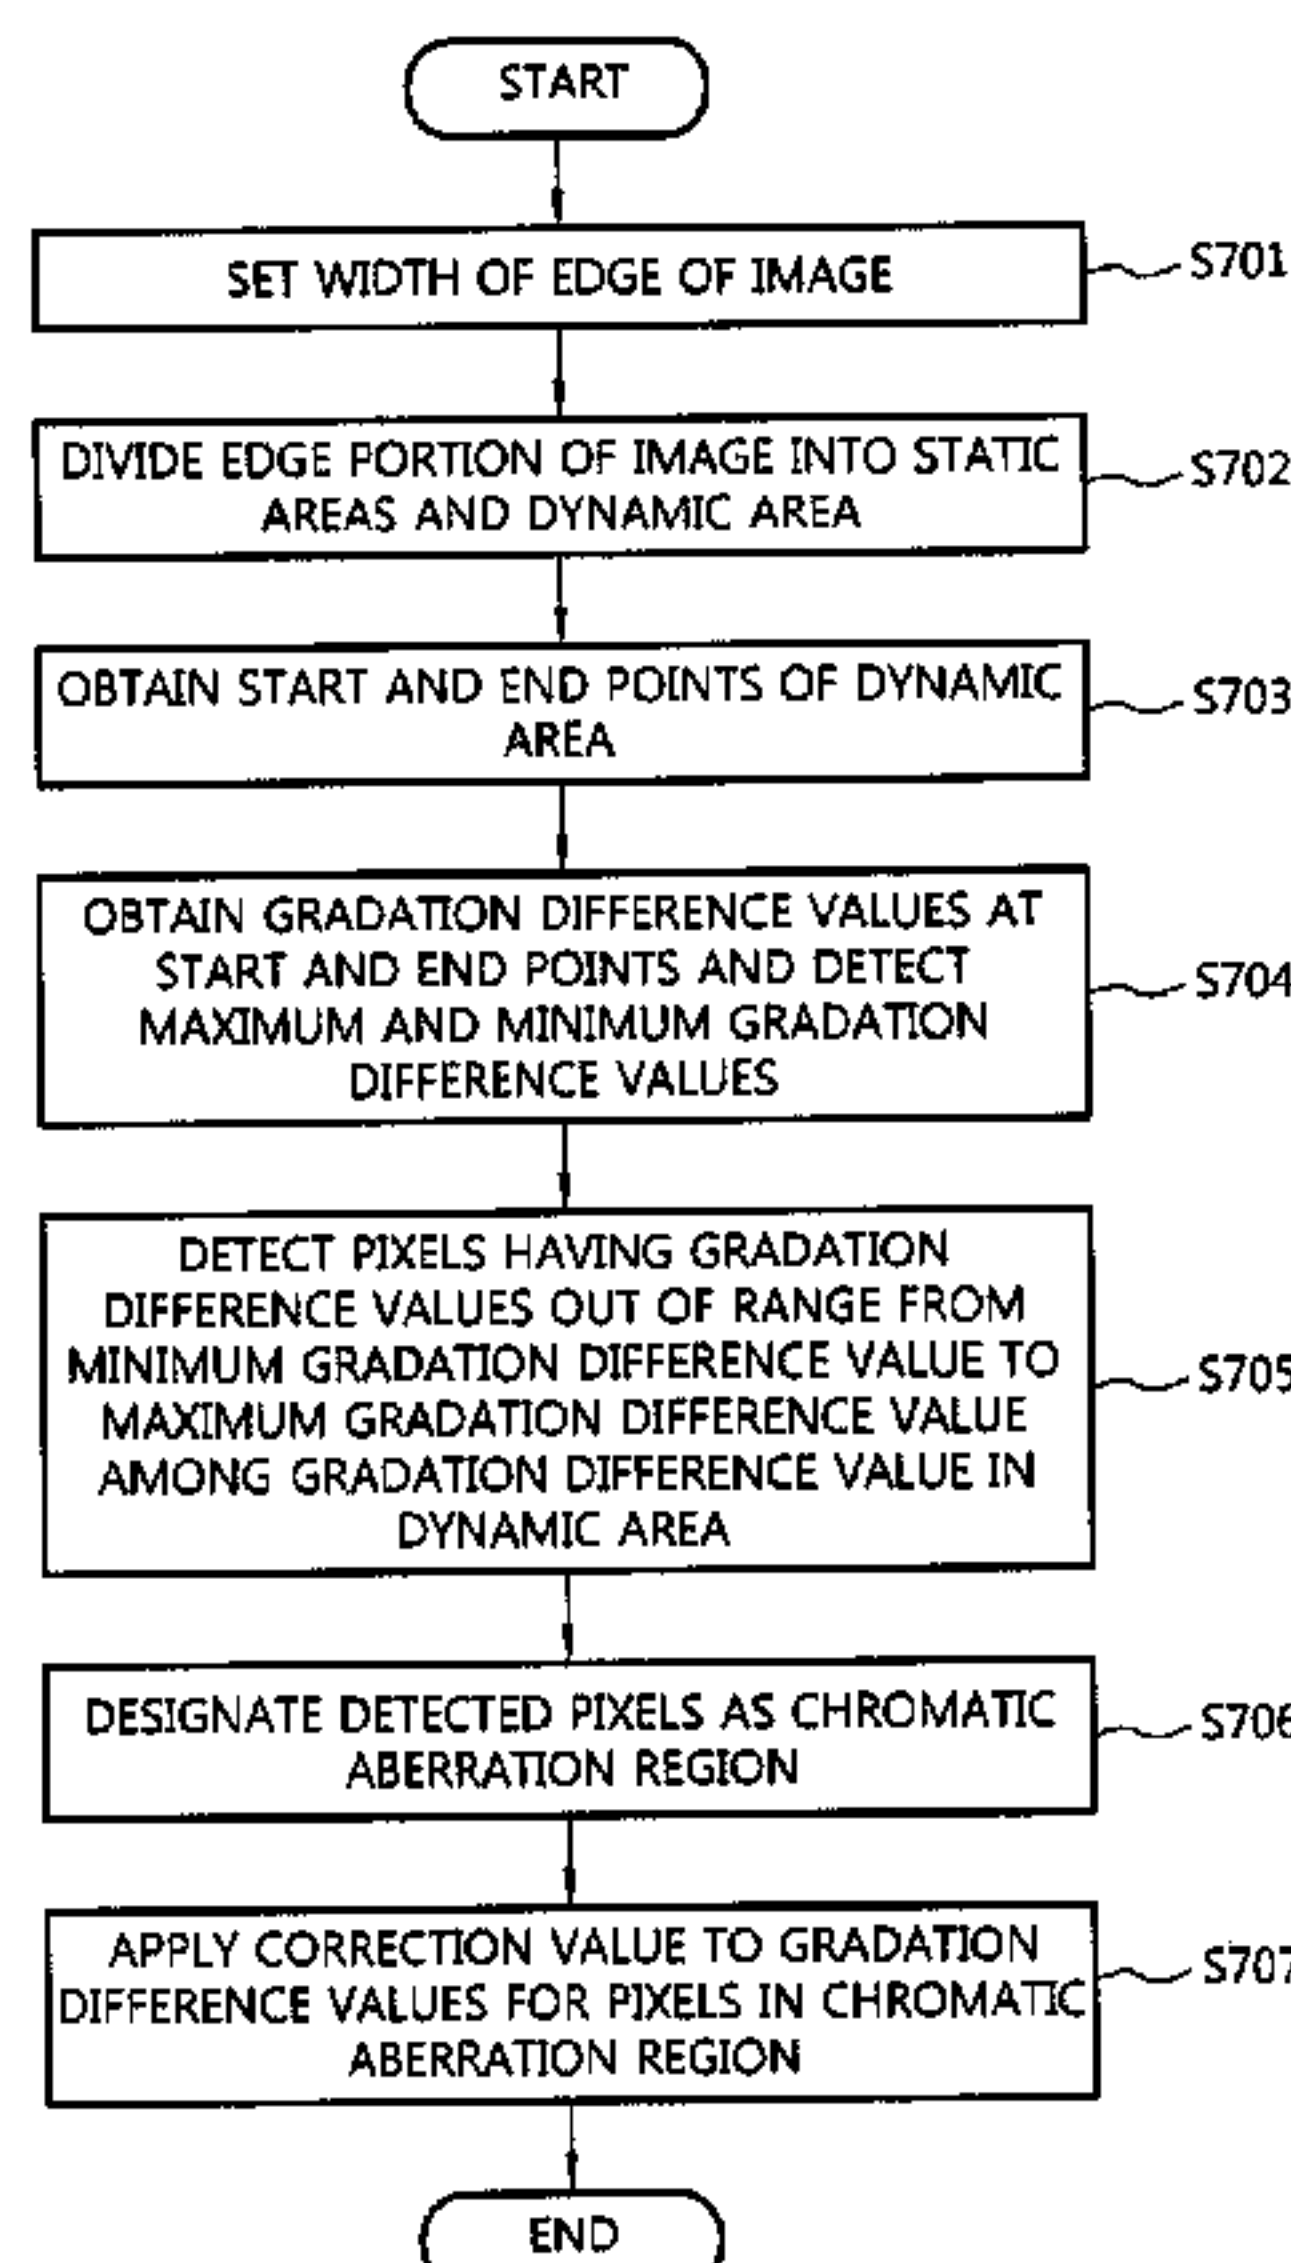 START
SET WIDTH OF EDGE OF IMAGE
S701
DIVIDE EDGE PORTION OF IMAGE INTO STATIC
AREAS AND DYNAMIC AREA
S702
OBTAIN START AND END POINTS OF DYNAMIC
AREA
S703
OBTAIN GRADATION DIFFERENCE VALUES AT
START AND END POINTS AND DETECT
MAXIMUM AND MINIMUM GRADATION
DIFFERENCE VALUES
S704
DETECT PIXELS HAVING GRADATION
DIFFERENCE VALUES OUT OF RANGE FROM
MINIMUM GRADATION DIFFERENCE VALUE TO
MAXIMUM GRADATION DIFFERENCE VALUE
AMONG GRADATION DIFFERENCE VALUE IN
DYNAMIC AREA
S705
DESIGNATE DETECTED PIXELS AS CHROMATIC
ABERRATION REGION
S706
APPLY CORRECTION VALUE TO GRADATION
DIFFERENCE VALUES FOR PIXELS IN CHROMATIC
ABERRATION REGION
S707
END